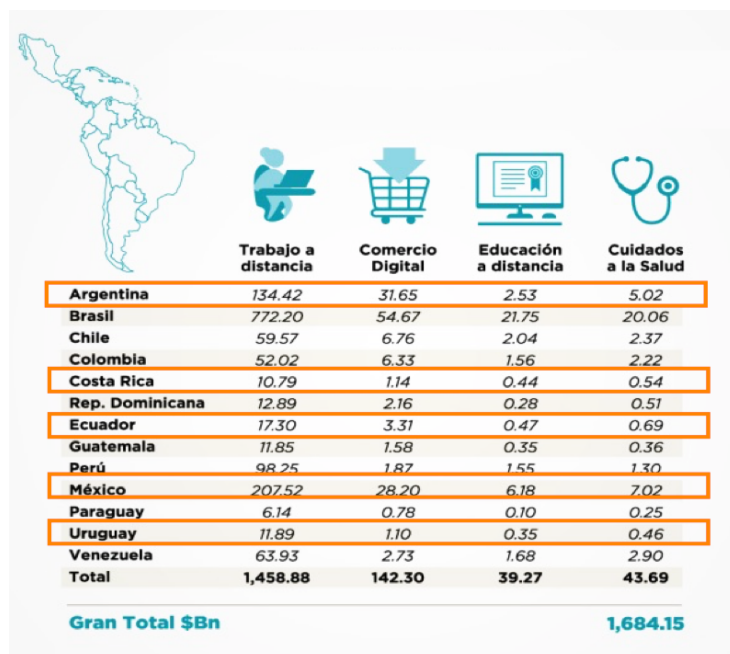 Trabajo a distancia Comercio Digital Educación a distancia Cuidados a la Salud
Argentina 134.42 31.65 2.53 5.02
Brasil 772.20 54.67 21.75 20.06
Chile 59.57 6.76 2.04 2.37
Colombia 52.02 6.33 1.56 2.22
Costa Rica 10.79 1.14 0.44 0.54
Rep. Dominicana 12.89 2.16 0.28 0.51
Ecuador 17.30 3.31 0.47 0.69
Guatemala 11.85 1.58 0.35 0.36
Perú 98.25 1.87 1.55 1.30
México 207.52 28.20 6.18 7.02
Paraguay 6.14 0.78 0.10 0.25
Uruguay 11.89 1.10 0.35 0.46
Venezuela 63.93 2.73 1.68 2.90
Total 1,458.88 142.30 39.27 43.69
Gran Total $Bn 1,684.15